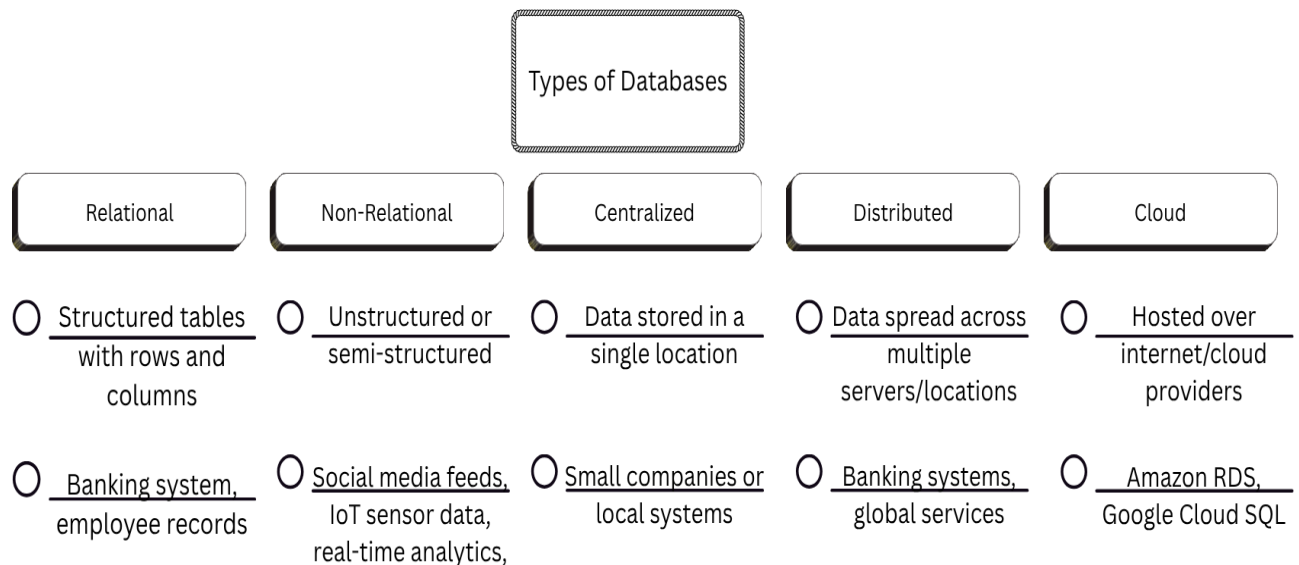 Types of Databases
Relational
Non-Relational
Centralized
Distributed
Cloud
Structured tables
with rows and
columns
Unstructured or
semi-structured
Data stored in a
single location
Data spread across
multiple
servers/locations
Hosted over
internet/cloud
providers
Banking system,
employee records
Social media feeds,
IoT sensor data,
real-time analytics,
Small companies or
local systems
Banking systems,
global services
Amazon RDS,
Google Cloud SQL